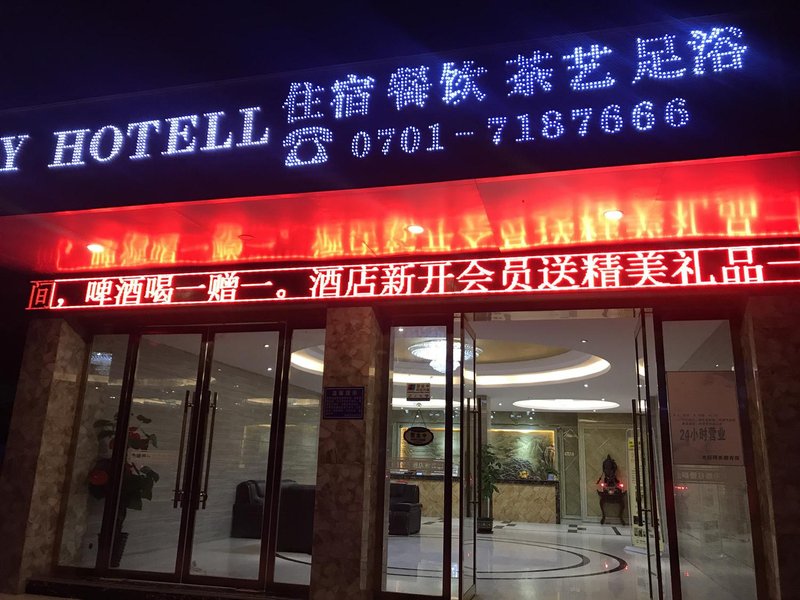 Y HOTELL 住宿 餐饮 茶艺 足浴
☎ 0701-7187666
间，啤酒喝一赠一。酒店新开会员送精美礼品一
24小时营业